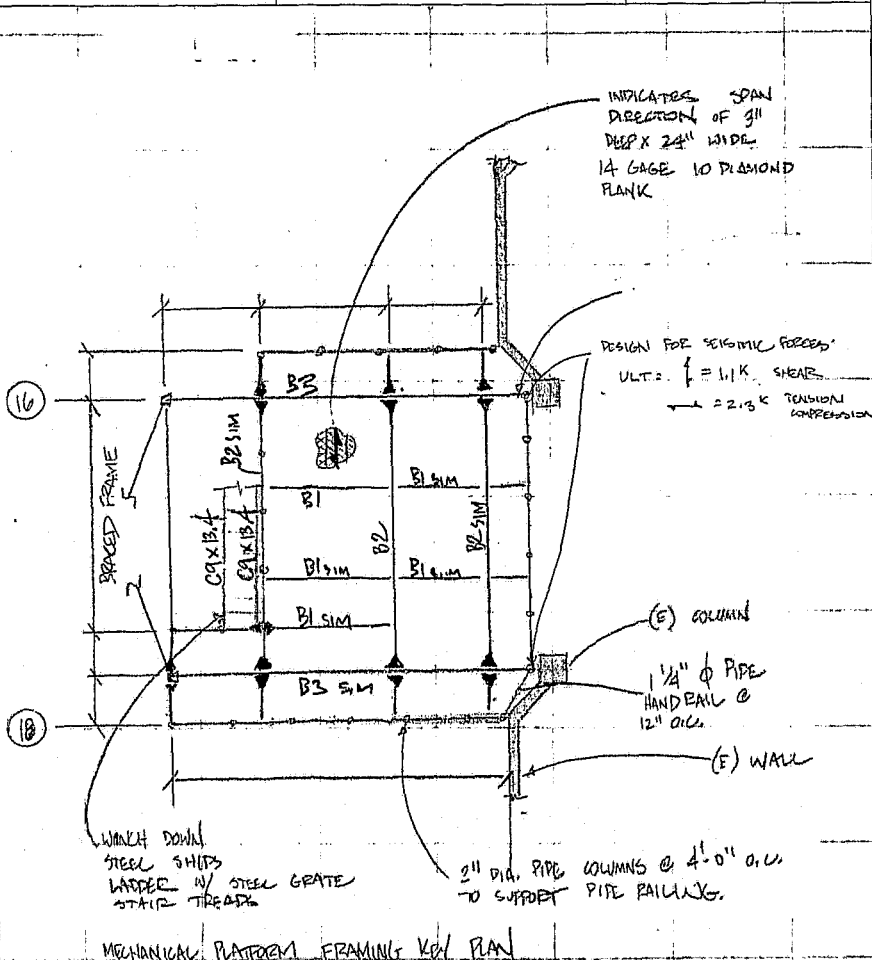 INDICATES SPAN
DIRECTION OF 3"
DEEP X 24" WIDE
14 GAGE 10 DIAMOND
PLANK
DESIGN FOR SEISMIC FORCES:
ULT: = 1.1K SHEAR
= 2.3K TENSION
COMPRESSION
16
B3
B2 SIM
BRACED FRAME
5
2
C9X13.4
C9X13.4
B1
B1 SIM
B2
B2 SIM
B1 SIM
B1 SIM
B1 SIM
B3 SIM
(E) COLUMN
1 1/4" φ PIPE
HANDRAIL @
12" O.C.
18
(E) WALL
DOWN
STEEL SHIPS
LADDER W/ STEEL GRATE
STAIR TREADS
2" DIA. PIPE COLUMNS @ 4'-0" O.C.
TO SUPPORT PIPE RAILING.
MECHANICAL PLATFORM FRAMING KEY PLAN